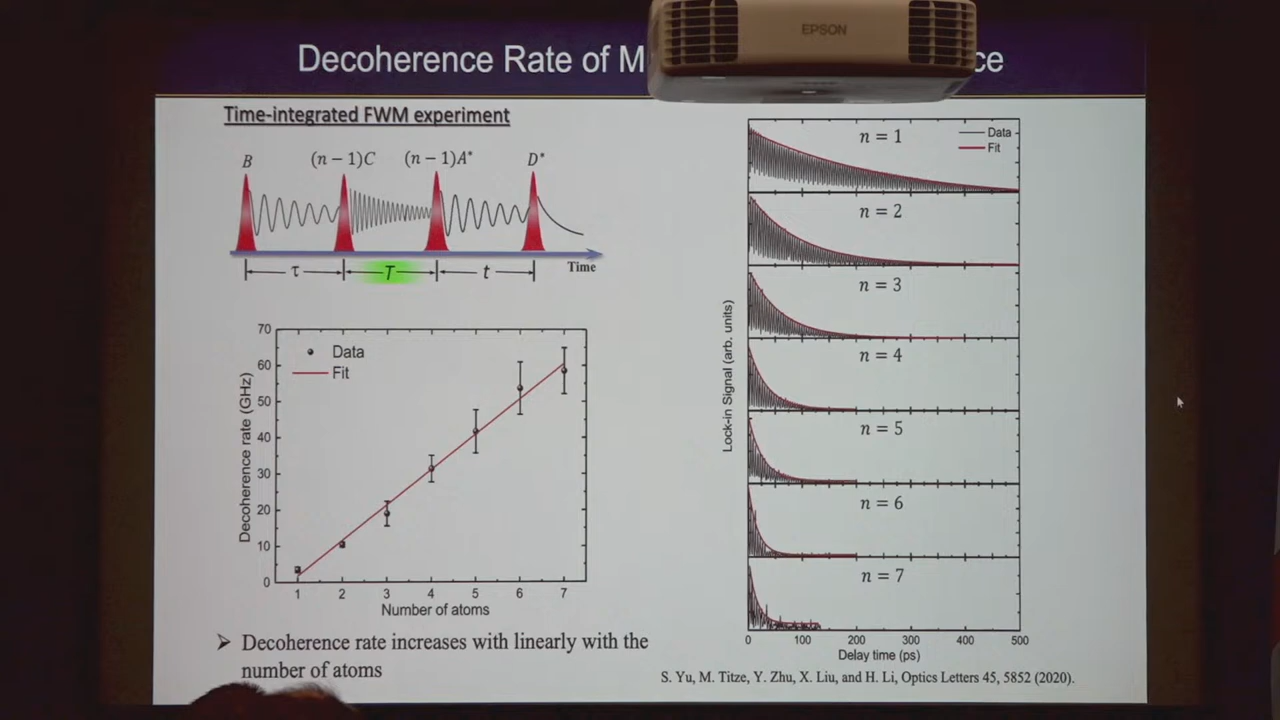 EPSON
Decoherence Rate of M ce
Time-integrated FWM experiment
B (n − 1)C (n − 1)A* D*
τ T t Time
70
60
50
40
30
20
10
0
Decoherence rate (GHz)
Data
Fit
1 2 3 4 5 6 7
Number of atoms
➢ Decoherence rate increases with linearly with the
number of atoms
Lock-in Signal (arb. units)
n = 1
Data
Fit
n = 2
n = 3
n = 4
n = 5
n = 6
n = 7
0 100 200 300 400 500
Delay time (ps)
S. Yu, M. Titze, Y. Zhu, X. Liu, and H. Li, Optics Letters 45, 5852 (2020).